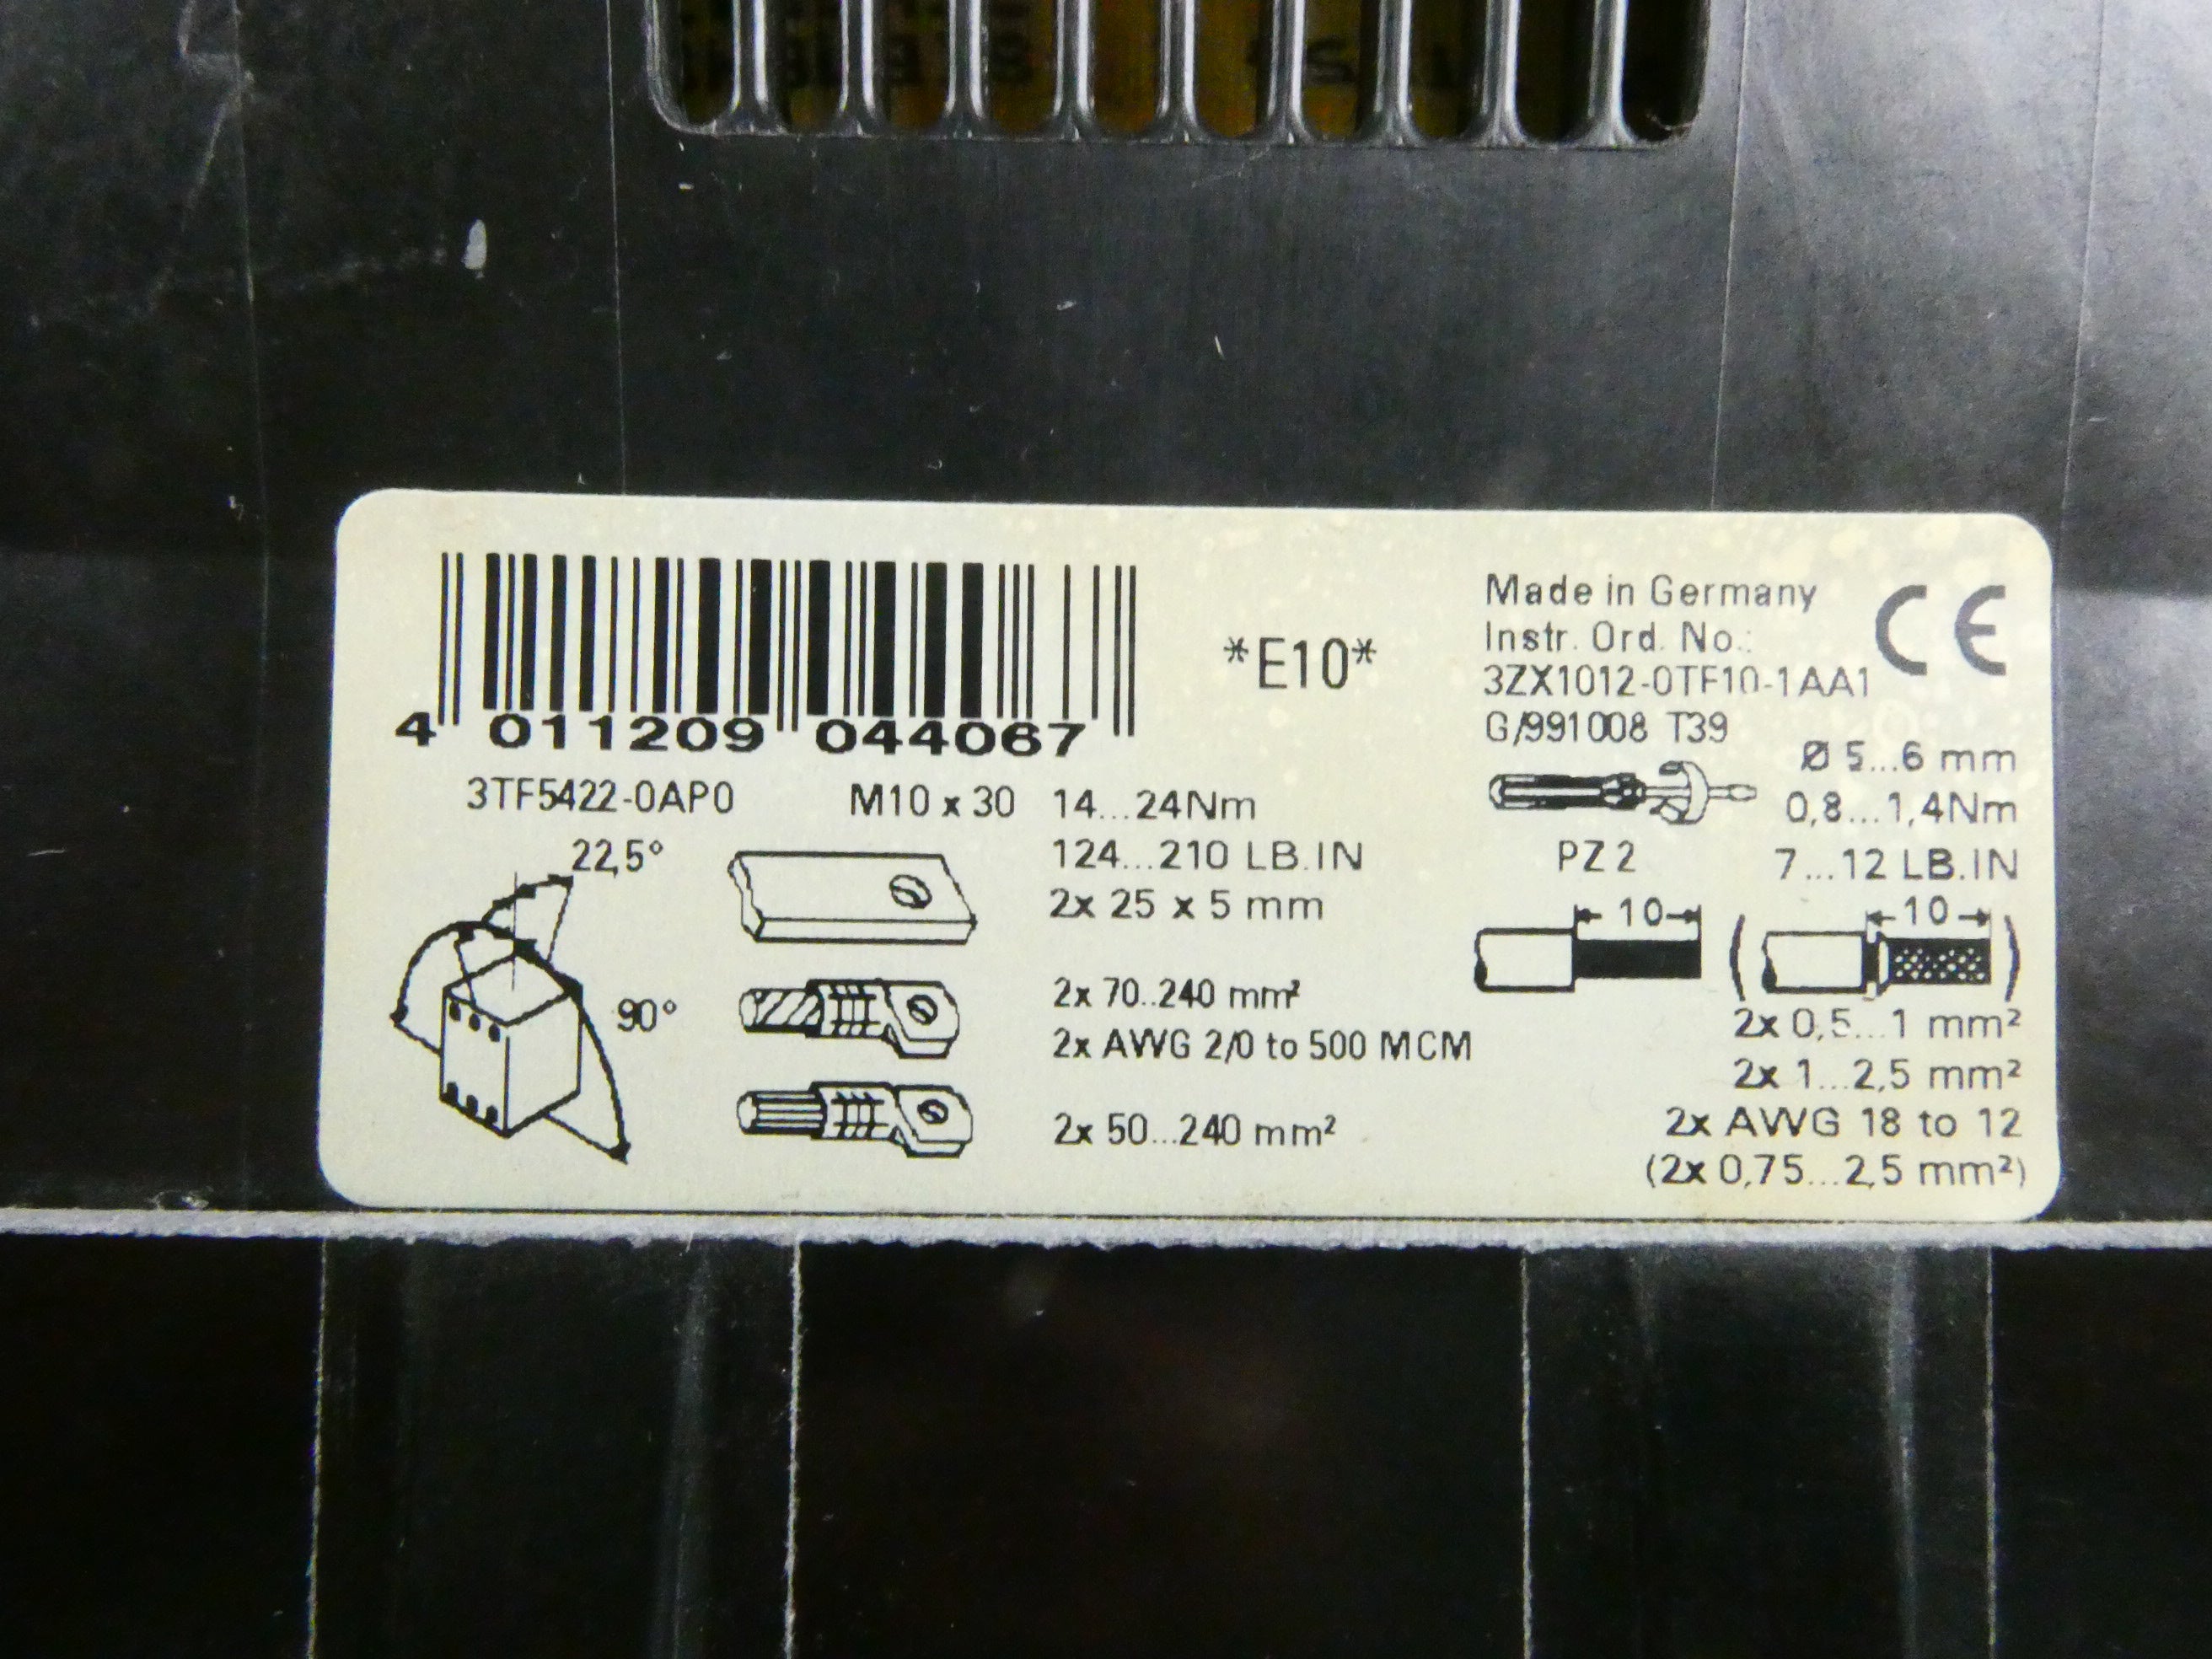 4 011209 044067
*E10*
Made in Germany
Instr. Ord. No.:
3ZX1012-0TF10-1AA1
G/991008 T39
CE
3TF5422-0AP0
22,5°
90°
M10 x 30 14...24Nm
124...210 LB.IN
2x 25 x 5 mm
2x 70..240 mm²
2x AWG 2/0 to 500 MCM
2x 50...240 mm²
Ø 5...6 mm
0,8...1,4Nm
PZ 2 7...12 LB.IN
10 10
2x 0,5...1 mm²
2x 1...2,5 mm²
2x AWG 18 to 12
(2x 0,75...2,5 mm²)